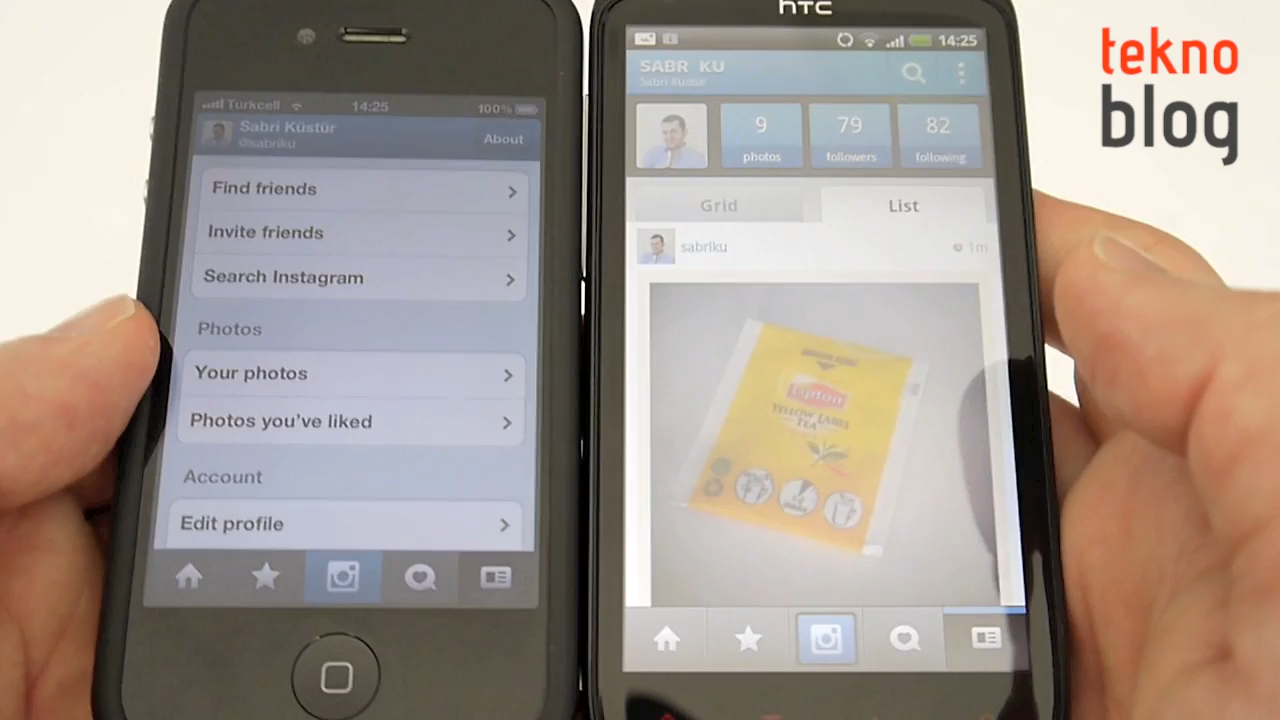 Turkcell 14:25 100%
Sabri Küstür
@sabriku
About
Find friends
Invite friends
Search Instagram
Photos
Your photos
Photos you've liked
Account
Edit profile
hTC
14:25
SABR KU
Sabri Küstür
9
photos
79
followers
82
following
Grid
List
sabriku
1m
Lipton
YELLOW LABEL
TEA
tekno
blog